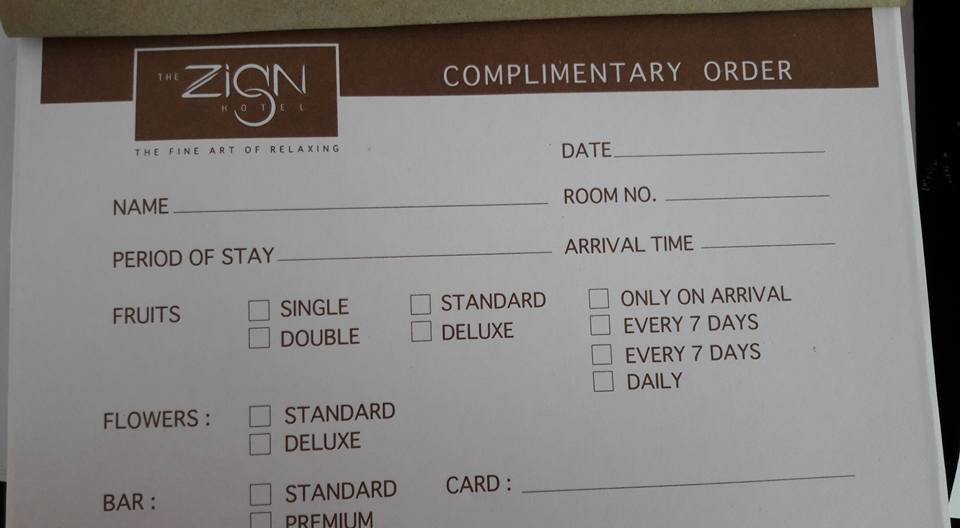 THE ZIGN
HOTEL
COMPLIMENTARY ORDER
THE FINE ART OF RELAXING
DATE
NAME
ROOM NO.
PERIOD OF STAY
ARRIVAL TIME
FRUITS
SINGLE
DOUBLE
STANDARD
DELUXE
ONLY ON ARRIVAL
EVERY 7 DAYS
EVERY 7 DAYS
DAILY
FLOWERS :
STANDARD
DELUXE
BAR :
STANDARD
PREMIUM
CARD :